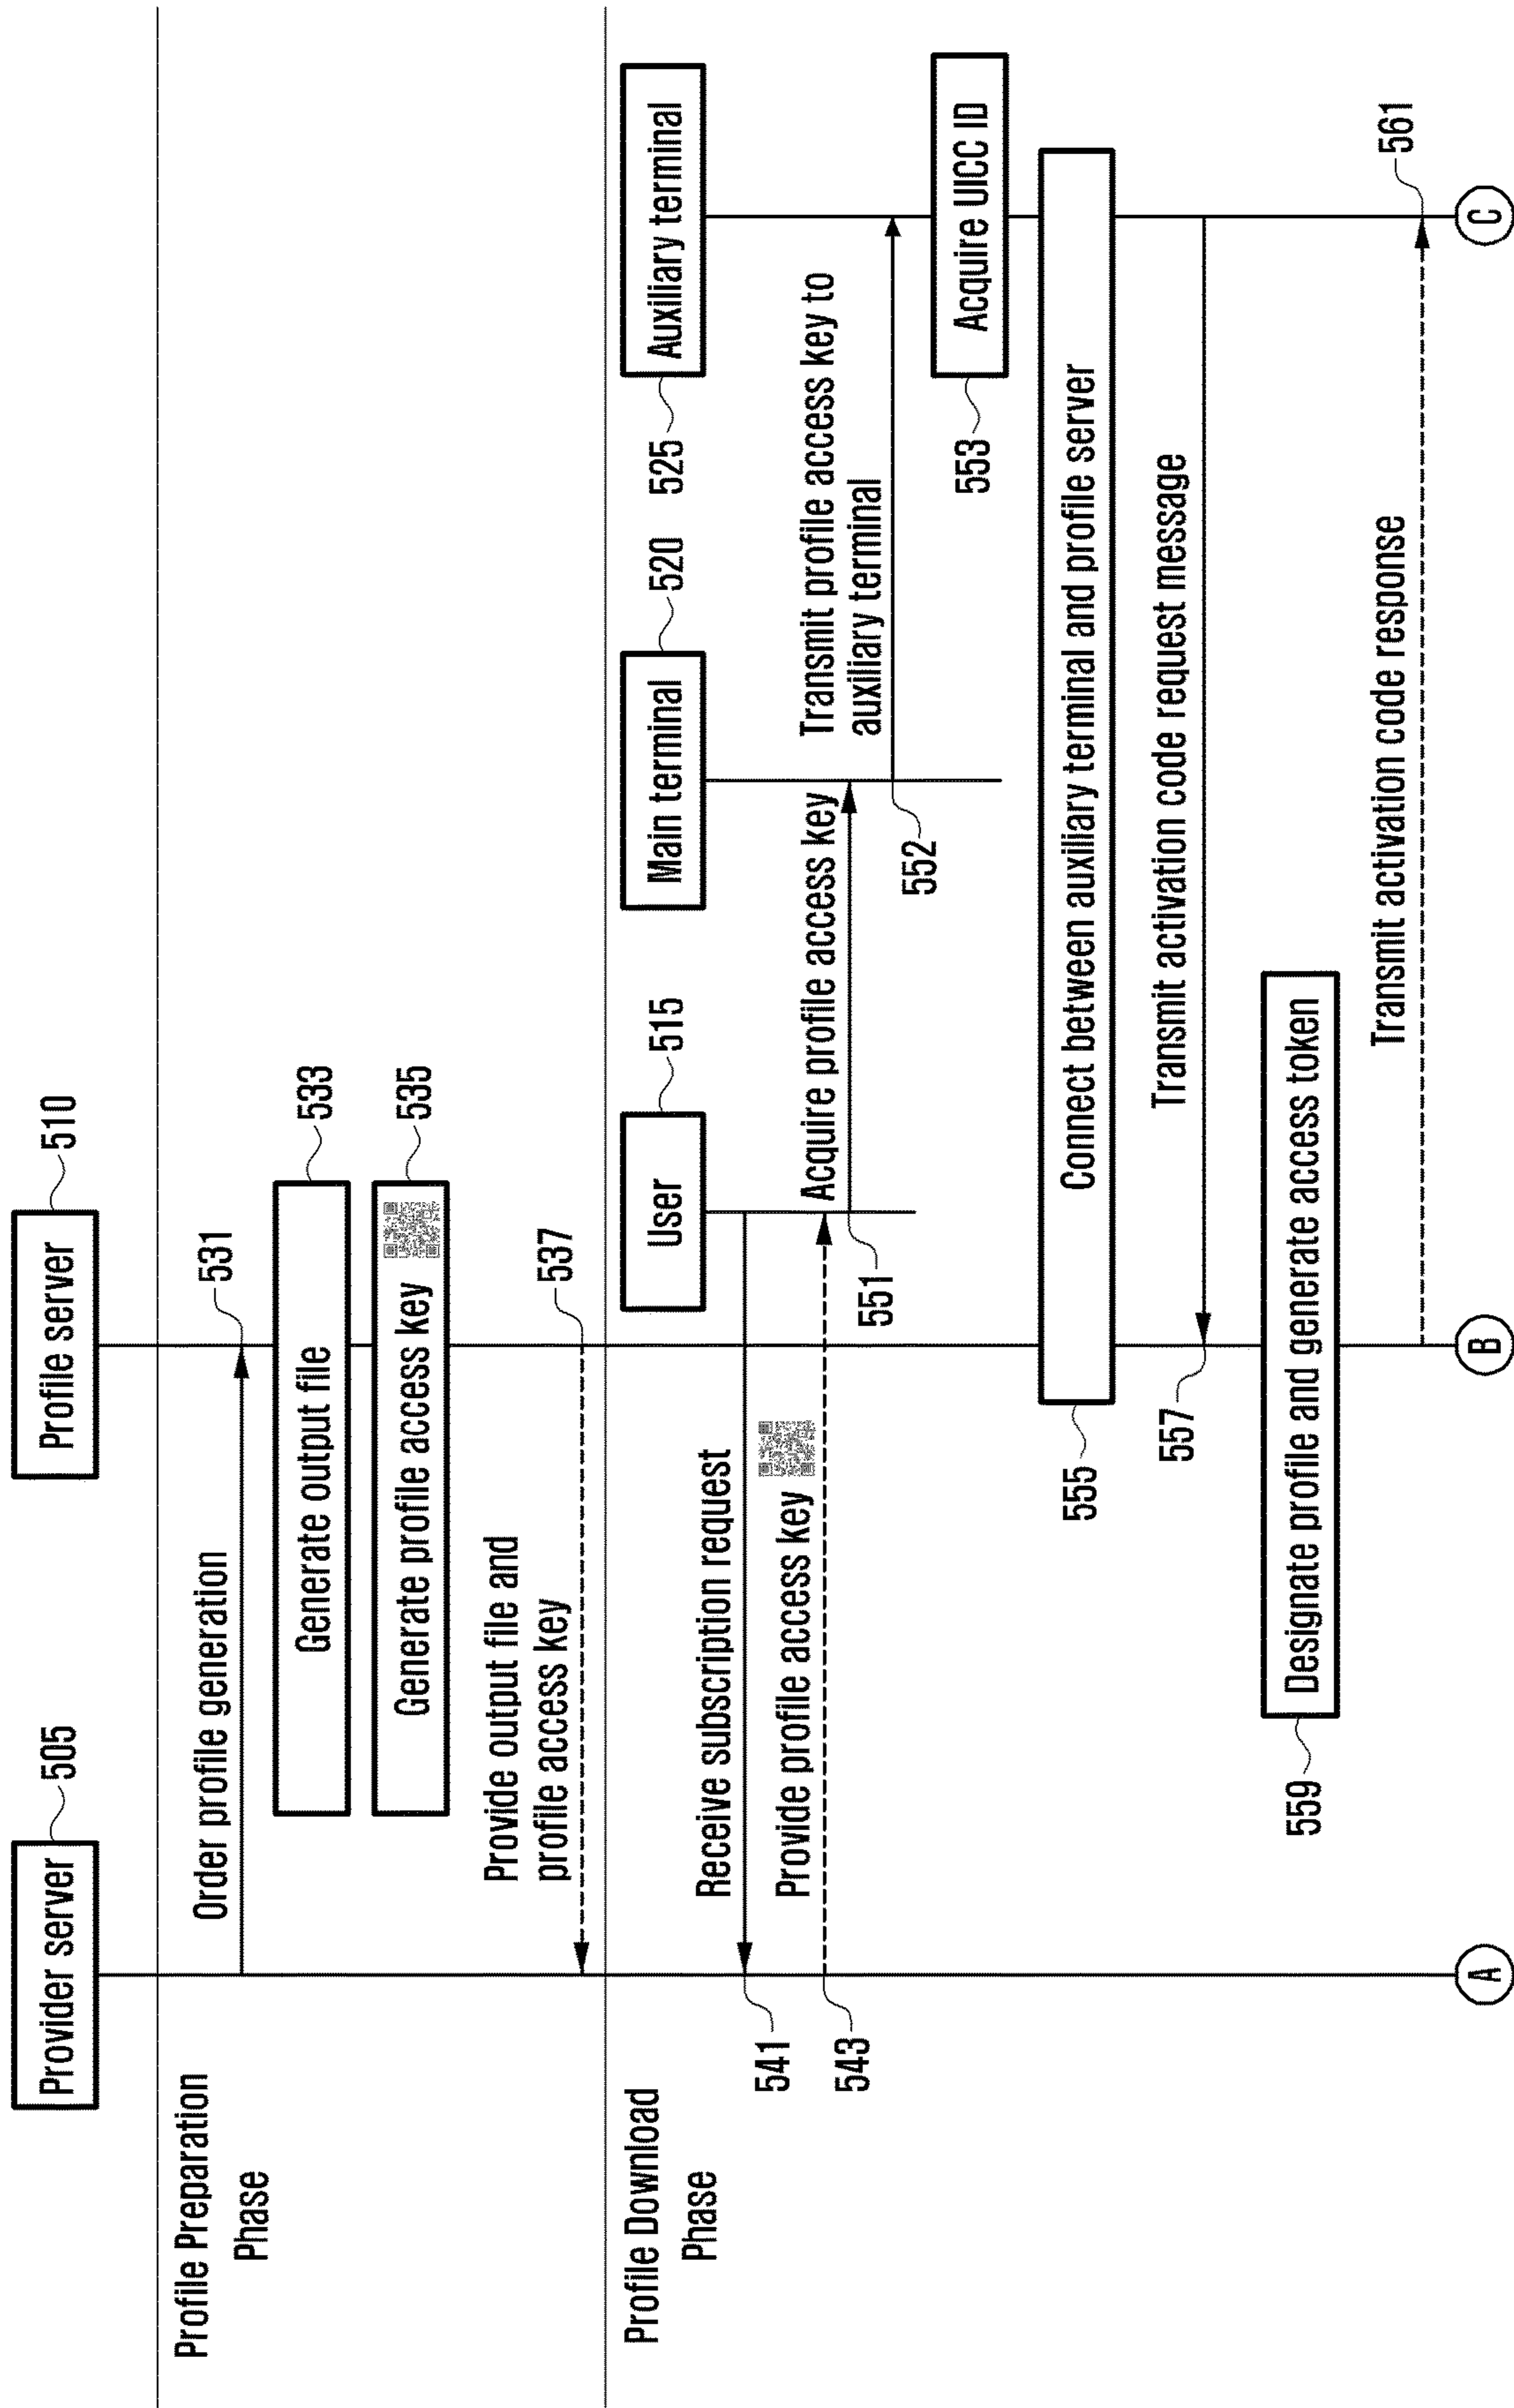 Provider server
505
Profile server
510
Profile Preparation
Phase
Order profile generation
531
Generate output file
533
Generate profile access key
535
Provide output file and
profile access key
537
Profile Download
Phase
User
515
Main terminal
520
Auxiliary terminal
525
Receive subscription request
541
Provide profile access key
543
Acquire profile access key
551
Transmit profile access key to
auxiliary terminal
552
Acquire UICC ID
553
Connect between auxiliary terminal and profile server
555
Transmit activation code request message
557
Designate profile and generate access token
559
Transmit activation code response
561
A
B
C